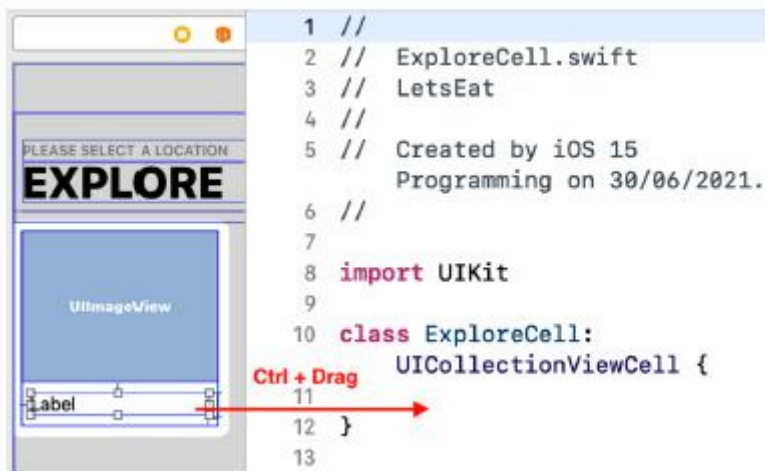 PLEASE SELECT A LOCATION
EXPLORE
UIImageView
Label
Ctrl + Drag
1 //
2 // ExploreCell.swift
3 // LetsEat
4 //
5 // Created by iOS 15
Programming on 30/06/2021.
6 //
7
8 import UIKit
9
10 class ExploreCell:
UICollectionViewCell {
11
12 }
13